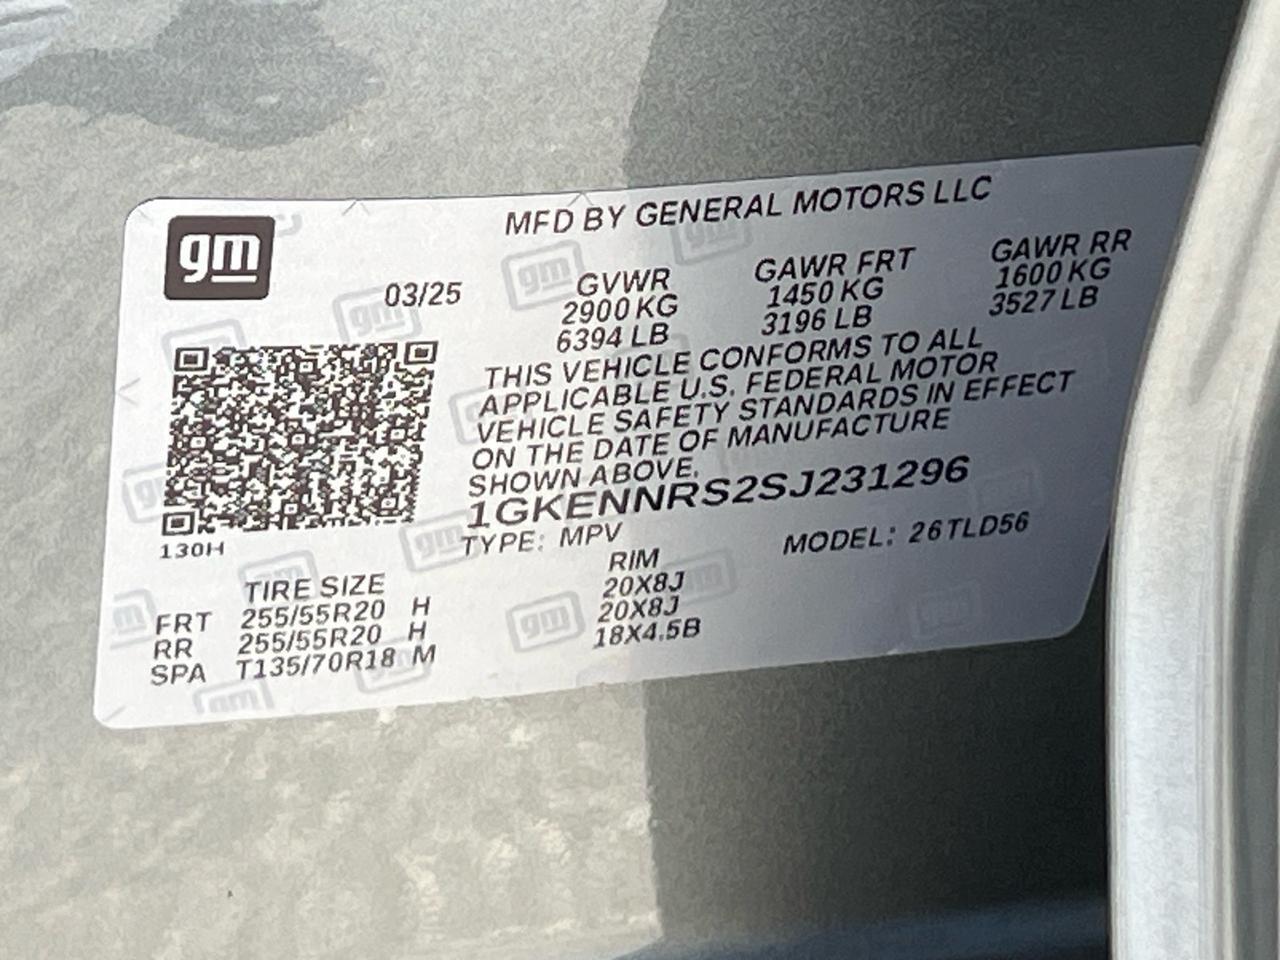 gm
MFD BY GENERAL MOTORS LLC
03/25
GVWR GAWR FRT GAWR RR
2900 KG 1450 KG 1600 KG
6394 LB 3196 LB 3527 LB
THIS VEHICLE CONFORMS TO ALL
APPLICABLE U.S. FEDERAL MOTOR
VEHICLE SAFETY STANDARDS IN EFFECT
ON THE DATE OF MANUFACTURE
SHOWN ABOVE.
1GKENNRS2SJ231296
130H
TYPE: MPV MODEL: 26TLD56
TIRE SIZE RIM
FRT 255/55R20 H 20X8J
RR 255/55R20 H 20X8J
SPA T135/70R18 M 18X4.5B